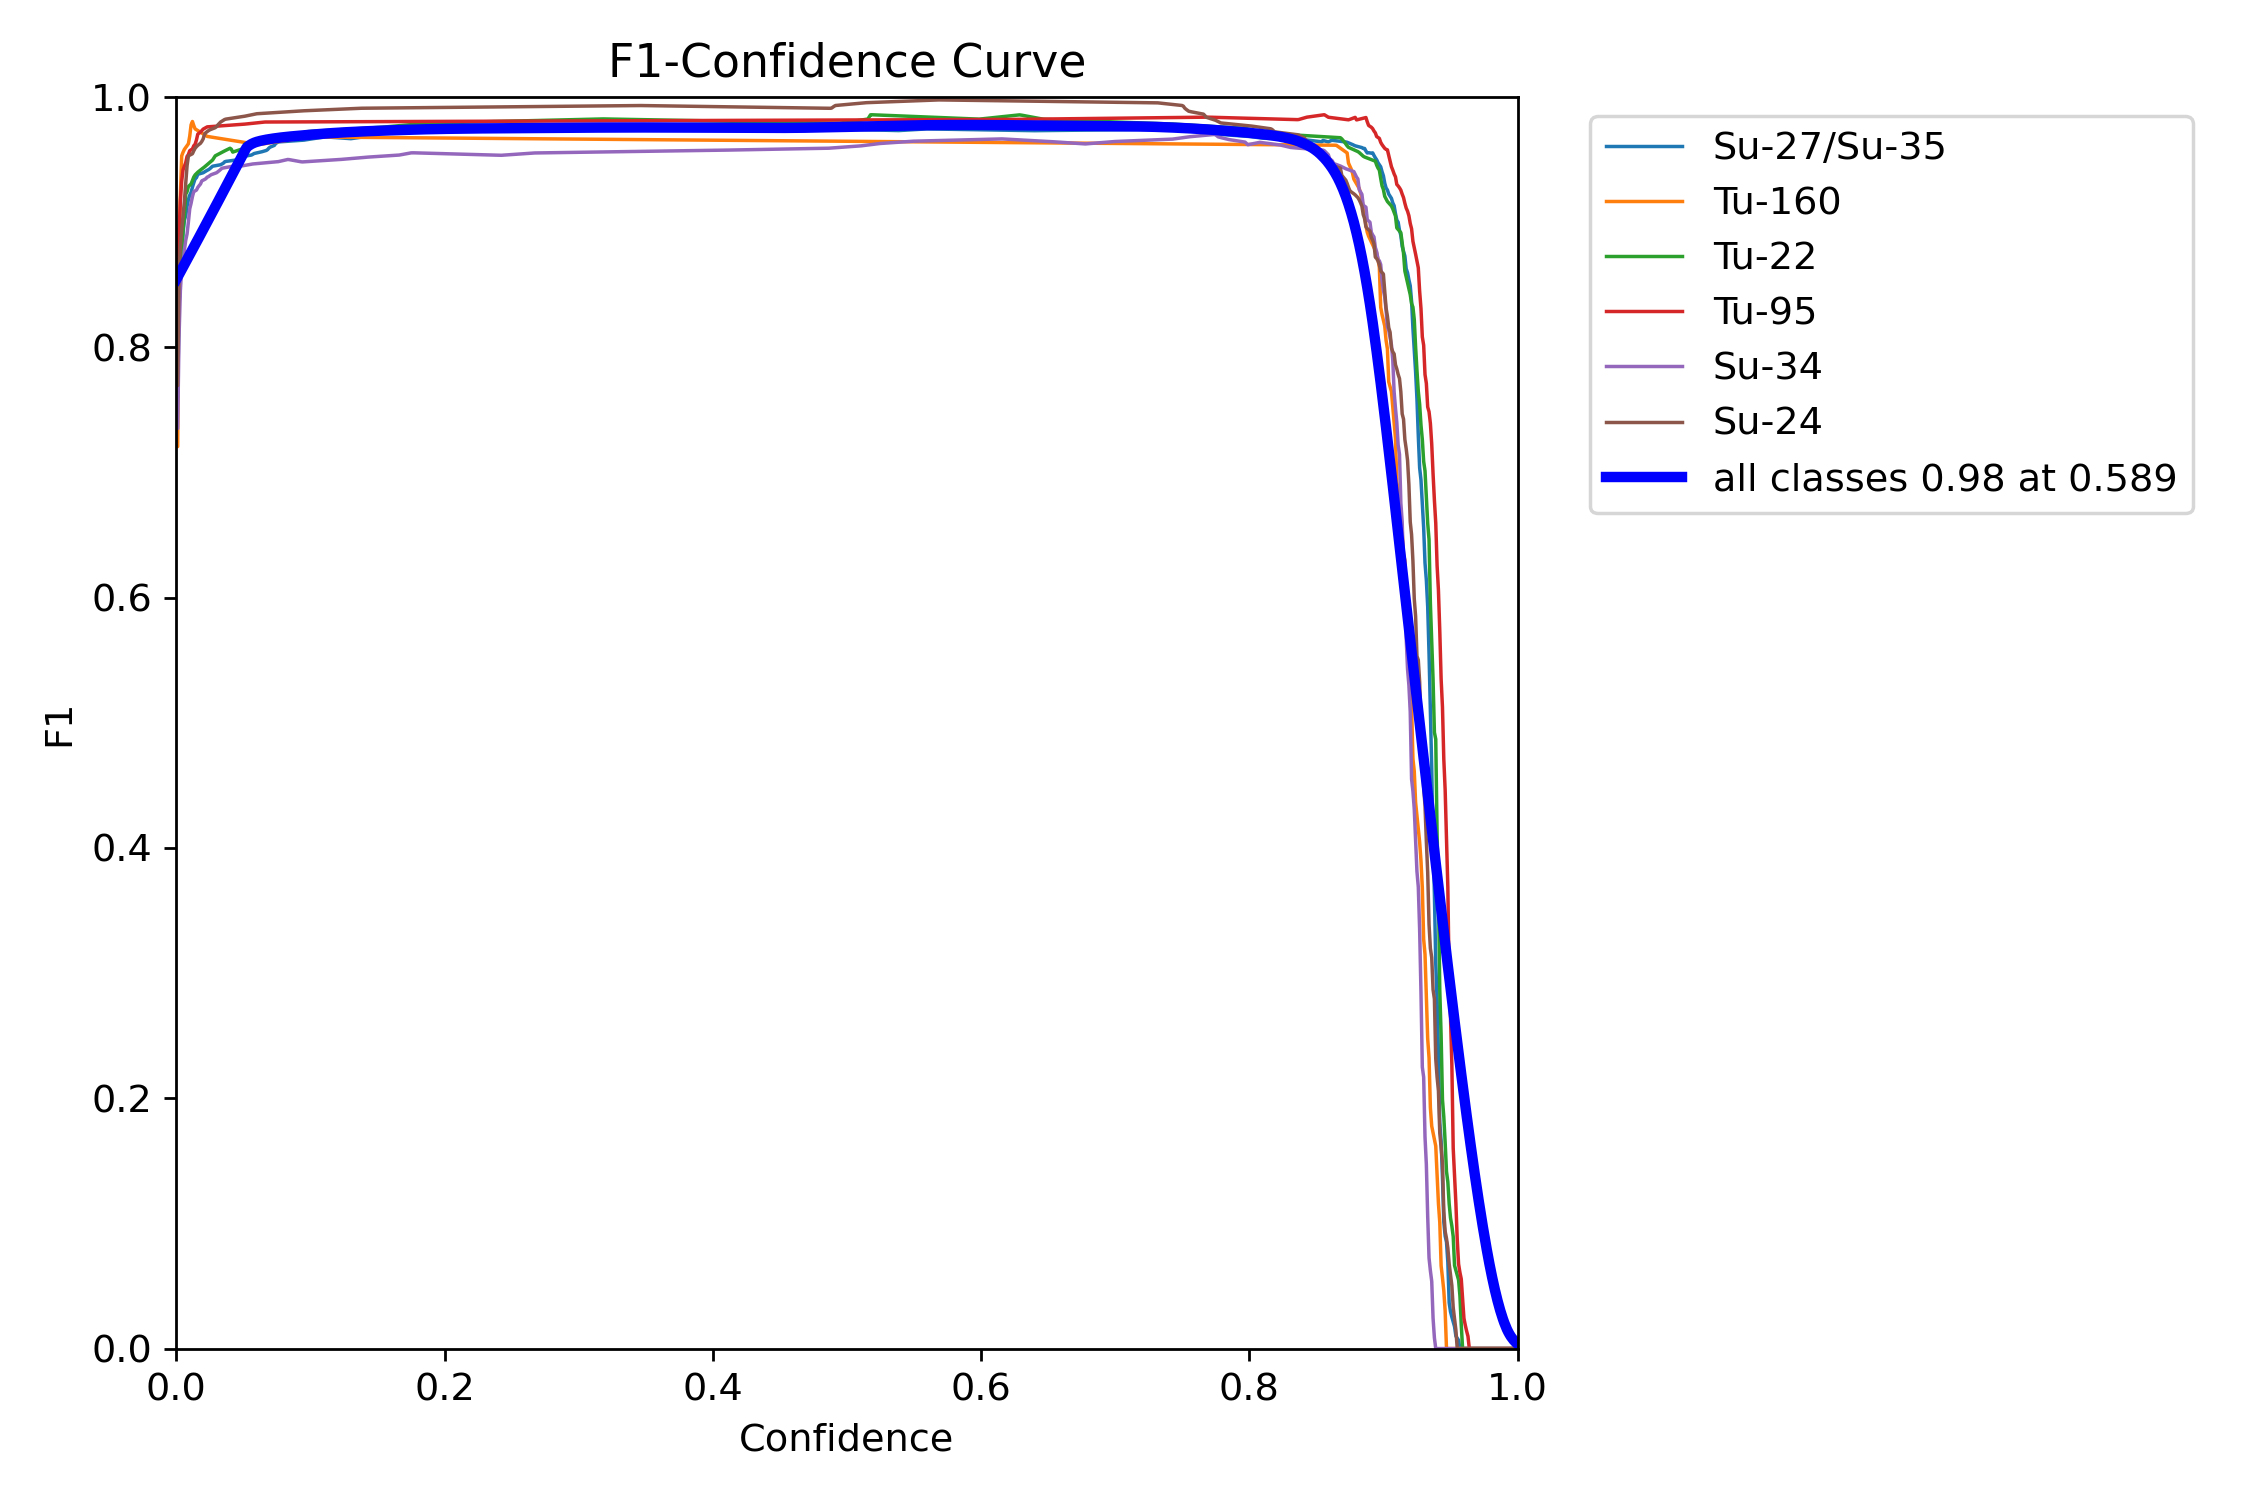 F1-Confidence Curve
1.0
0.8
0.6
0.4
0.2
0.0
F1
0.0 0.2 0.4 0.6 0.8 1.0
Confidence
Su-27/Su-35
Tu-160
Tu-22
Tu-95
Su-34
Su-24
all classes 0.98 at 0.589